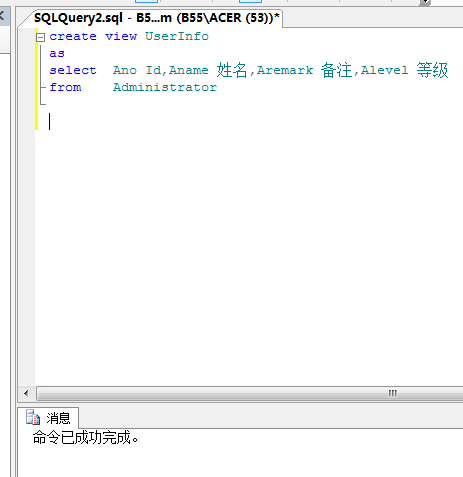 SQLQuery2.sql - B5...m (B55\ACER (53))*
create view UserInfo
as
select  Ano Id,Aname 姓名,Aremark 备注,Alevel 等级
from    Administrator
消息
命令已成功完成。